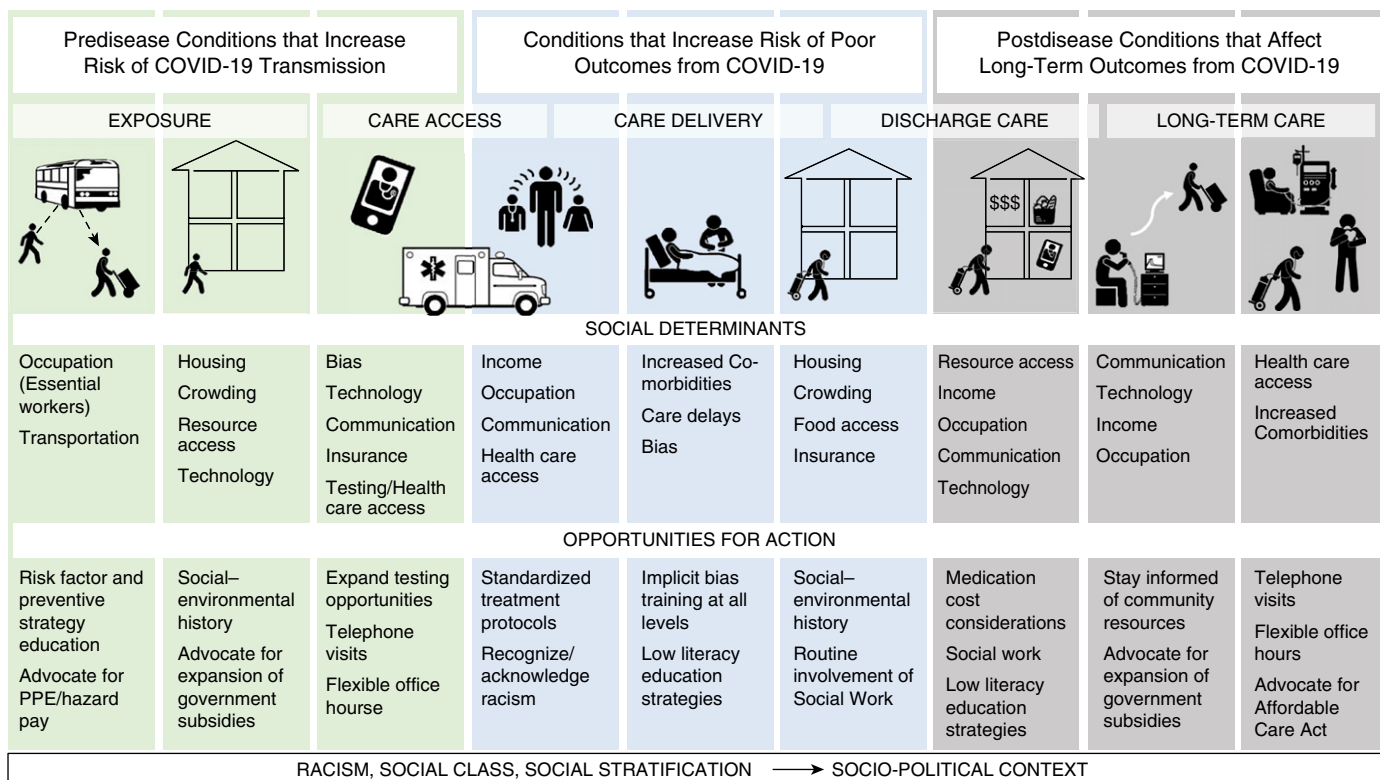 Predisease Conditions that Increase
Risk of COVID-19 Transmission
Conditions that Increase Risk of Poor
Outcomes from COVID-19
Postdisease Conditions that Affect
Long-Term Outcomes from COVID-19
EXPOSURE
CARE ACCESS
CARE DELIVERY
DISCHARGE CARE
LONG-TERM CARE
$$$
SOCIAL DETERMINANTS
Occupation
(Essential
workers)
Transportation
Housing
Crowding
Resource
access
Technology
Bias
Technology
Communication
Insurance
Testing/Health
care access
Income
Occupation
Communication
Health care
access
Increased Co-
morbidities
Care delays
Bias
Housing
Crowding
Food access
Insurance
Resource access
Income
Occupation
Communication
Technology
Communication
Technology
Income
Occupation
Health care
access
Increased
Comorbidities
OPPORTUNITIES FOR ACTION
Risk factor and
preventive
strategy
education
Advocate for
PPE/hazard
pay
Social–
environmental
history
Advocate for
expansion of
government
subsidies
Expand testing
opportunities
Telephone
visits
Flexible office
hourse
Standardized
treatment
protocols
Recognize/
acknowledge
racism
Implicit bias
training at all
levels
Low literacy
education
strategies
Social–
environmental
history
Routine
involvement of
Social Work
Medication
cost
considerations
Social work
Low literacy
education
strategies
Stay informed
of community
resources
Advocate for
expansion of
government
subsidies
Telephone
visits
Flexible office
hours
Advocate for
Affordable
Care Act
RACISM, SOCIAL CLASS, SOCIAL STRATIFICATION → SOCIO-POLITICAL CONTEXT